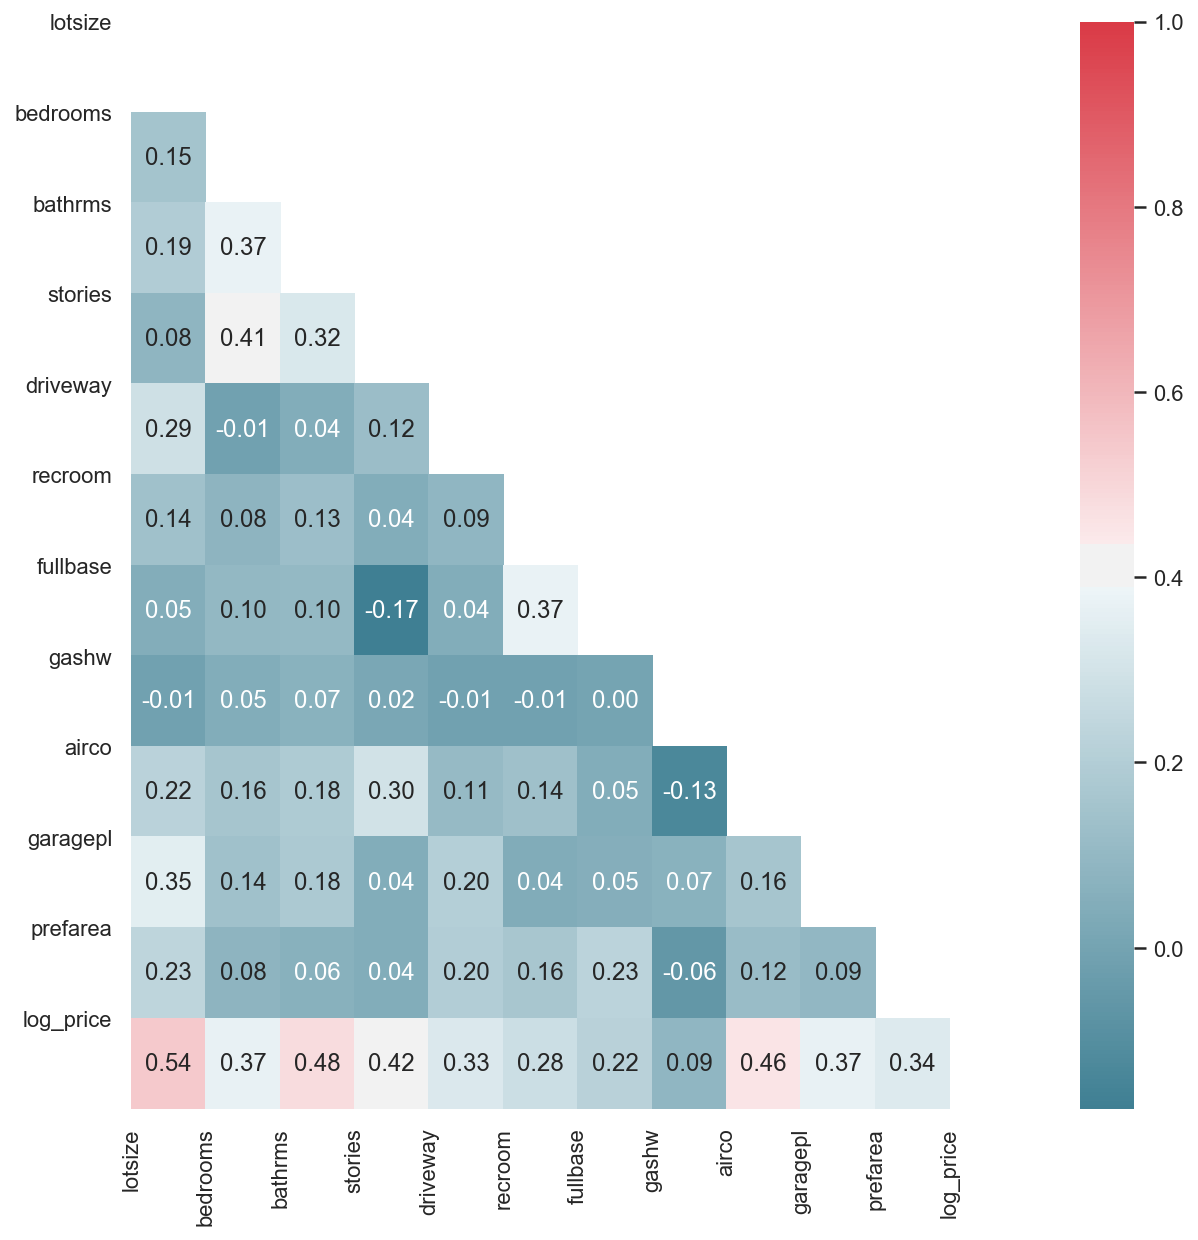 lotsize
bedrooms
0.15
bathrms
0.19 0.37
stories
0.08 0.41 0.32
driveway
0.29 -0.01 0.04 0.12
recroom
0.14 0.08 0.13 0.04 0.09
fullbase
0.05 0.10 0.10 -0.17 0.04 0.37
gashw
-0.01 0.05 0.07 0.02 -0.01 -0.01 0.00
airco
0.22 0.16 0.18 0.30 0.11 0.14 0.05 -0.13
garagepl
0.35 0.14 0.18 0.04 0.20 0.04 0.05 0.07 0.16
prefarea
0.23 0.08 0.06 0.04 0.20 0.16 0.23 -0.06 0.12 0.09
log_price
0.54 0.37 0.48 0.42 0.33 0.28 0.22 0.09 0.46 0.37 0.34
lotsize
bedrooms
bathrms
stories
driveway
recroom
fullbase
gashw
airco
garagepl
prefarea
log_price
1.0
0.8
0.6
0.4
0.2
0.0